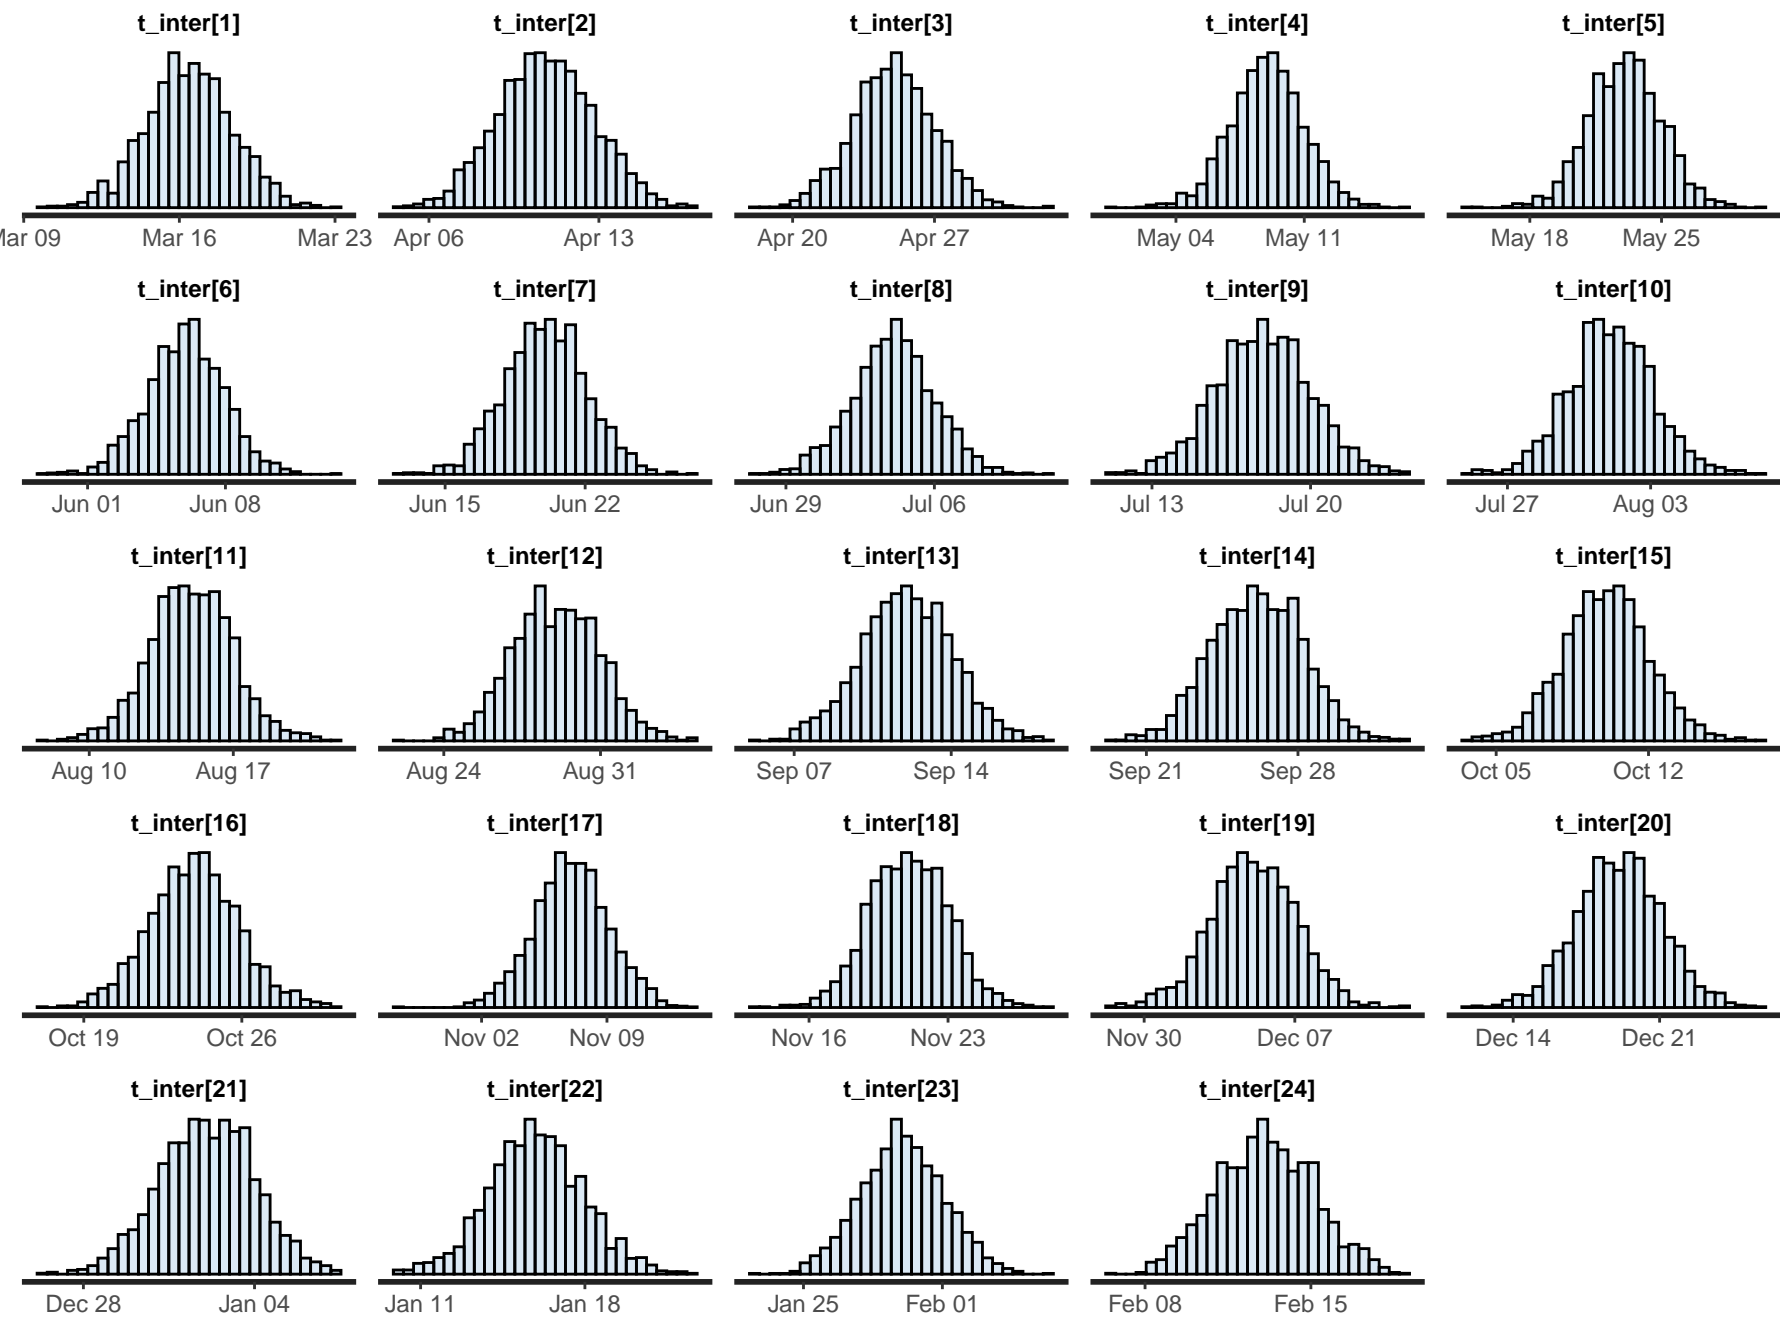 t_inter[1] t_inter[2] t_inter[3] t_inter[4] t_inter[5]
Mar 09 Mar 16 Mar 23 Apr 06 Apr 13 Apr 20 Apr 27 May 04 May 11 May 18 May 25
t_inter[6] t_inter[7] t_inter[8] t_inter[9] t_inter[10]
Jun 01 Jun 08 Jun 15 Jun 22 Jun 29 Jul 06 Jul 13 Jul 20 Jul 27 Aug 03
t_inter[11] t_inter[12] t_inter[13] t_inter[14] t_inter[15]
Aug 10 Aug 17 Aug 24 Aug 31 Sep 07 Sep 14 Sep 21 Sep 28 Oct 05 Oct 12
t_inter[16] t_inter[17] t_inter[18] t_inter[19] t_inter[20]
Oct 19 Oct 26 Nov 02 Nov 09 Nov 16 Nov 23 Nov 30 Dec 07 Dec 14 Dec 21
t_inter[21] t_inter[22] t_inter[23] t_inter[24]
Dec 28 Jan 04 Jan 11 Jan 18 Jan 25 Feb 01 Feb 08 Feb 15